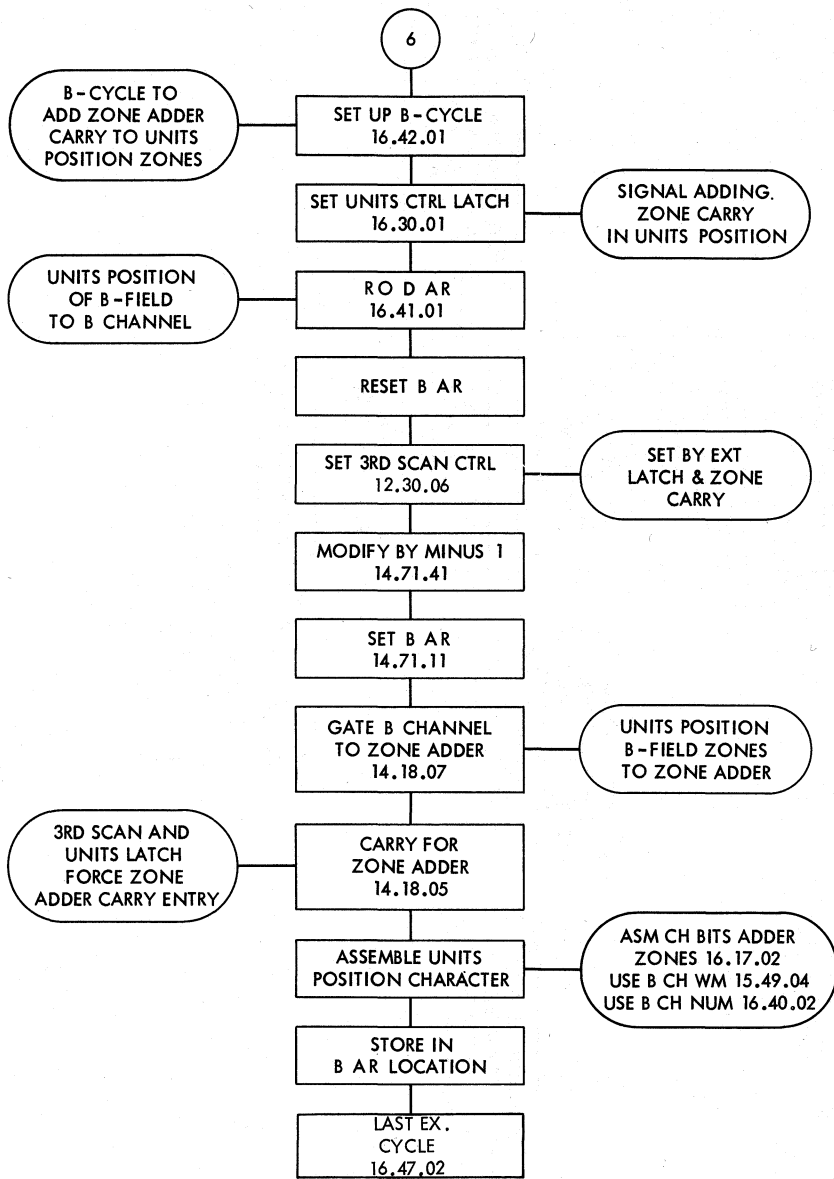 6
B-CYCLE TO
ADD ZONE ADDER
CARRY TO UNITS
POSITION ZONES
SET UP B-CYCLE
16.42.01
SET UNITS CTRL LATCH
16.30.01
SIGNAL ADDING.
ZONE CARRY
IN UNITS POSITION
UNITS POSITION
OF B-FIELD
TO B CHANNEL
RO D AR
16.41.01
RESET B AR
SET 3RD SCAN CTRL
12.30.06
SET BY EXT
LATCH & ZONE
CARRY
MODIFY BY MINUS 1
14.71.41
SET B AR
14.71.11
GATE B CHANNEL
TO ZONE ADDER
14.18.07
UNITS POSITION
B-FIELD ZONES
TO ZONE ADDER
3RD SCAN AND
UNITS LATCH
FORCE ZONE
ADDER CARRY ENTRY
CARRY FOR
ZONE ADDER
14.18.05
ASSEMBLE UNITS
POSITION CHARACTER
ASM CH BITS ADDER
ZONES 16.17.02
USE B CH WM 15.49.04
USE B CH NUM 16.40.02
STORE IN
B AR LOCATION
LAST EX.
CYCLE
16.47.02